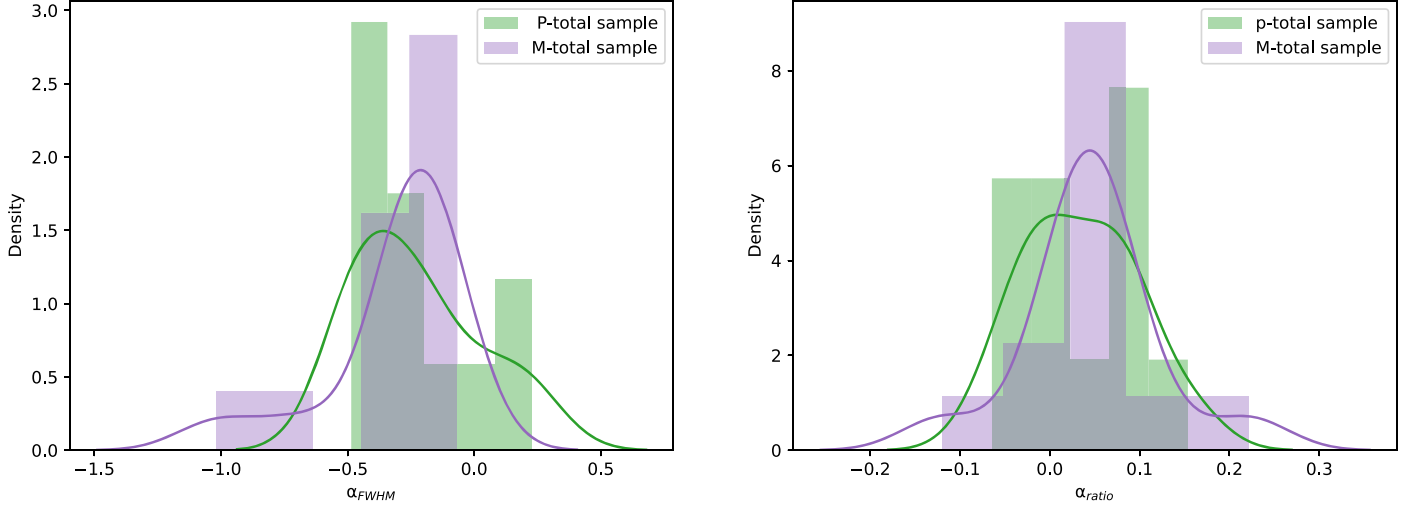 3.0
2.5
2.0
1.5
1.0
0.5
0.0
Density
P-total sample
M-total sample
−1.5 −1.0 −0.5 0.0 0.5
α_FWHM
8
6
4
2
0
Density
p-total sample
M-total sample
−0.2 −0.1 0.0 0.1 0.2 0.3
α_ratio